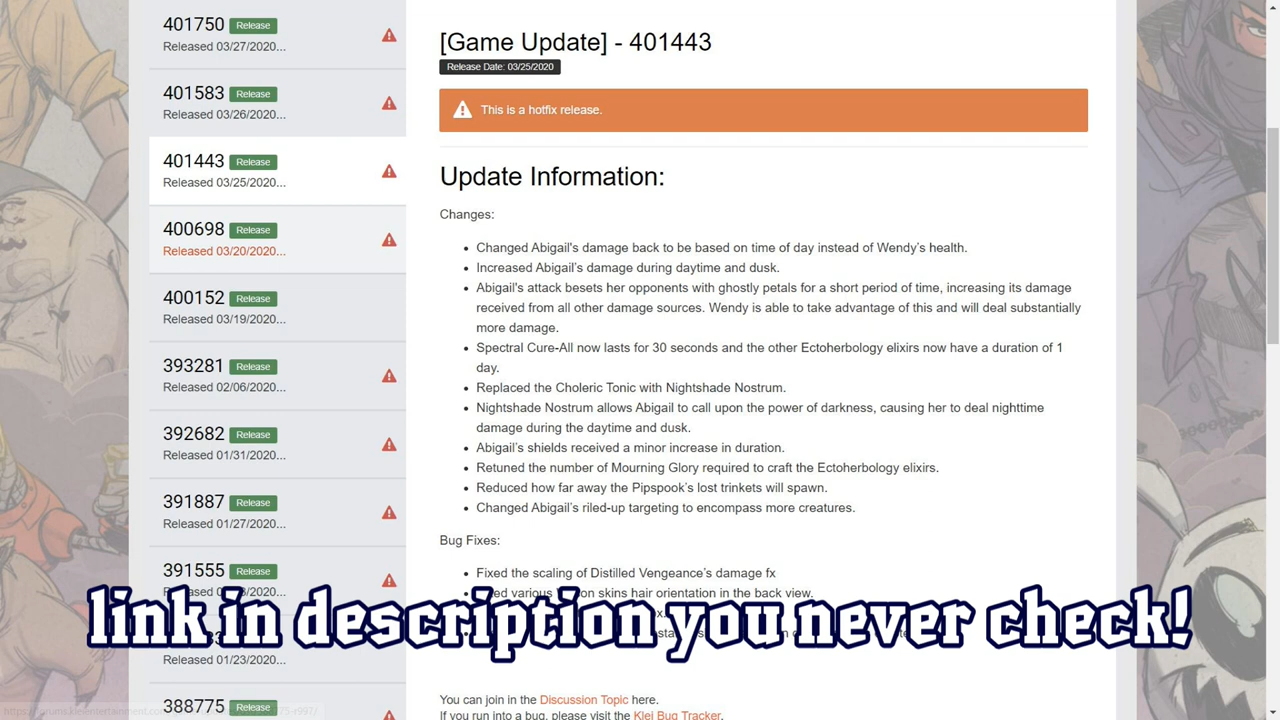 401750 Release
Released 03/27/2020...
401583 Release
Released 03/26/2020...
401443 Release
Released 03/25/2020...
400698 Release
Released 03/20/2020...
400152 Release
Released 03/19/2020
393281 Release
Released 02/06/2020...
392682 Release
Released 01/31/2020...
391887 Release
Released 01/27/2020...
391555 Release
Released 01/23/2020...
388775 Release
[Game Update] - 401443
Release Date: 03/25/2020
This is a hotfix release.
Update Information:
Changes:
Changed Abigail's damage back to be based on time of day instead of Wendy's health.
Increased Abigail's damage during daytime and dusk.
Abigail's attack besets her opponents with ghostly petals for a short period of time, increasing its damage
received from all other damage sources. Wendy is able to take advantage of this and will deal substantially
more damage.
Spectral Cure-All now lasts for 30 seconds and the other Ectoherbology elixirs now have a duration of 1
day.
Replaced the Choleric Tonic with Nightshade Nostrum.
Nightshade Nostrum allows Abigail to call upon the power of darkness, causing her to deal nighttime
damage during the daytime and dusk.
Abigail's shields received a minor increase in duration.
Retuned the number of Mourning Glory required to craft the Ectoherbology elixirs.
Reduced how far away the Pipspook's lost trinkets will spawn.
Changed Abigail's riled-up targeting to encompass more creatures.
Bug Fixes:
Fixed the scaling of Distilled Vengeance's damage fx
various skins hair orientation in the back view.
link in description you never check!
You can join in the Discussion Topic here.
If you run into a bug, please visit the Klei Bug Tracker.